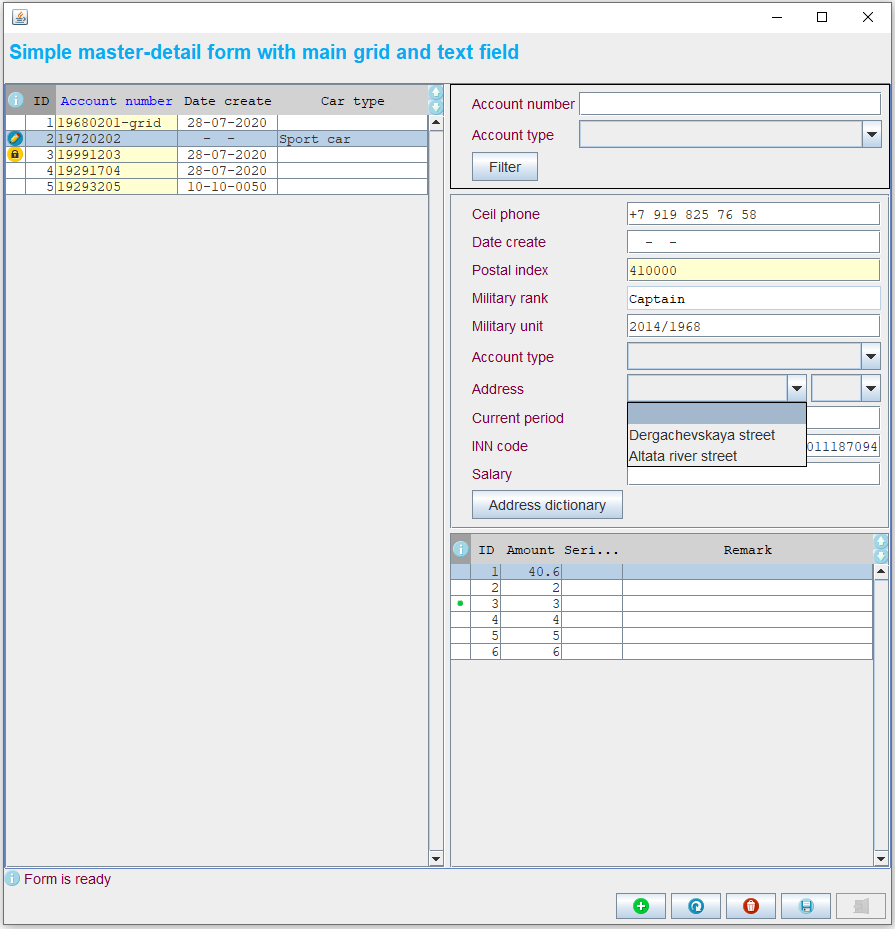 Simple master-detail form with main grid and text field
ID Account number Date create Car type
1 19680201-grid 28-07-2020
2 19720202 - - Sport car
3 19991203 28-07-2020
4 19291704 28-07-2020
5 19293205 10-10-0050
Account number
Account type
Filter
Ceil phone +7 919 825 76 58
Date create - -
Postal index 410000
Military rank Captain
Military unit 2014/1968
Account type
Address
Dergachevskaya street
Altata river street
Current period
INN code 011187094
Salary
Address dictionary
ID Amount Seri... Remark
1 40.6
2 2
3 3
4 4
5 5
6 6
Form is ready